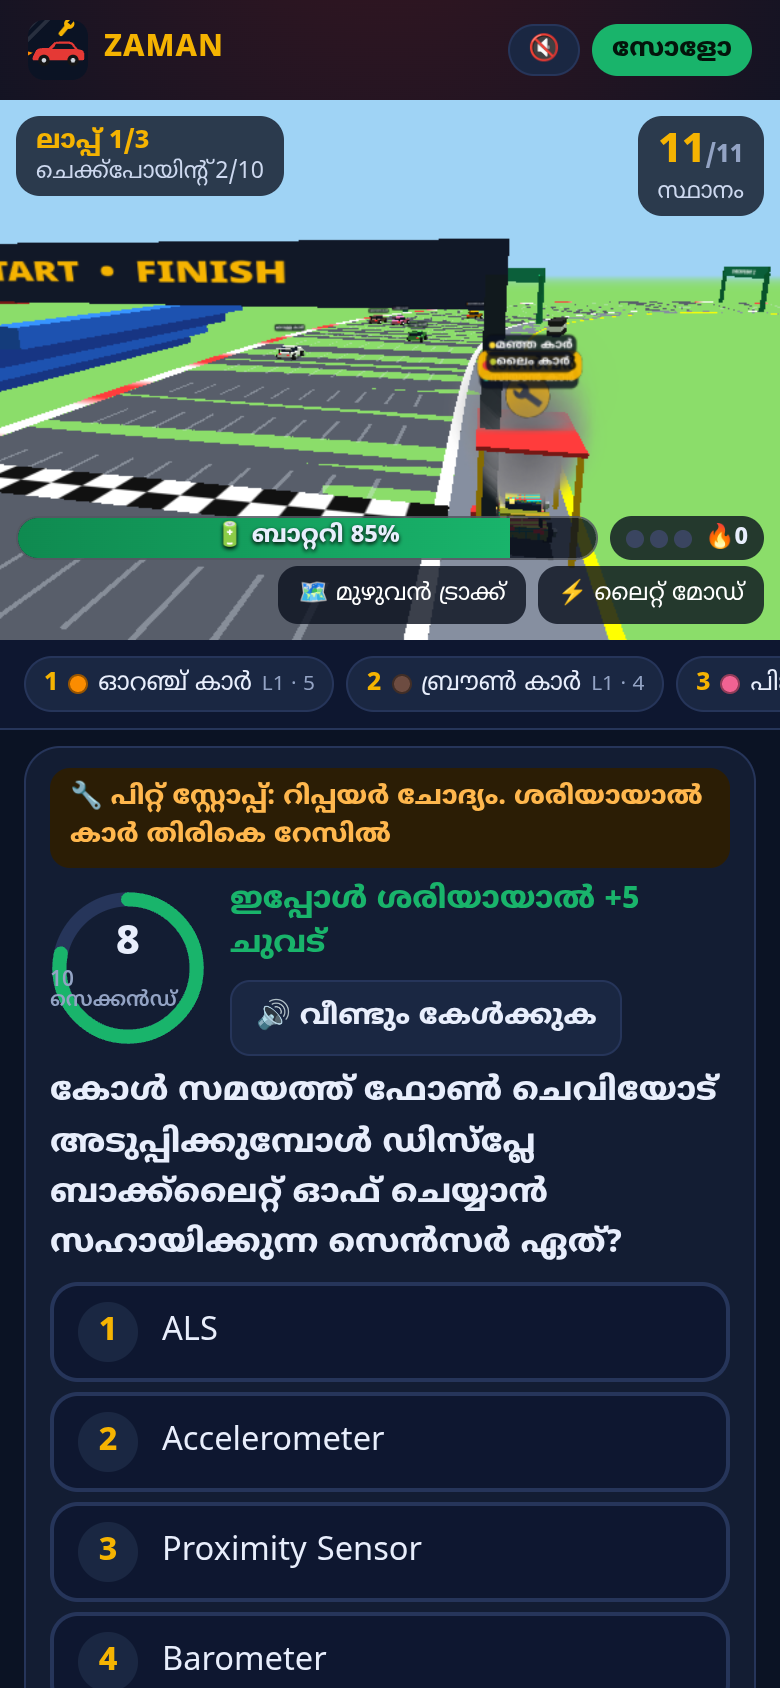 ZAMAN
സോളോ
ലാപ്പ് 1/3
ചെക്ക്പോയിന്റ് 2/10
11/11
സ്ഥാനം
TART • FINISH
മഞ്ഞ കാർ
ലൈം കാർ
ബാറ്ററി 85%
0
മുഴുവൻ ട്രാക്ക്
ലൈറ്റ് മോഡ്
1 ഓറഞ്ച് കാർ L1 · 5
2 ബ്രൗൺ കാർ L1 · 4
3
പിറ്റ് സ്റ്റോപ്പ്: റിപ്പയർ ചോദ്യം. ശരിയായാൽ
കാർ തിരികെ റേസിൽ
8
10
സെക്കൻഡ്
ഇപ്പോൾ ശരിയായാൽ +5
ചുവട്
വീണ്ടും കേൾക്കുക
കോൾ സമയത്ത് ഫോൺ ചെവിയോട്
അടുപ്പിക്കുമ്പോൾ ഡിസ്പ്ലേ
ബാക്ക്ലൈറ്റ് ഓഫ് ചെയ്യാൻ
സഹായിക്കുന്ന സെൻസർ ഏത്?
1 ALS
2 Accelerometer
3 Proximity Sensor
4 Barometer